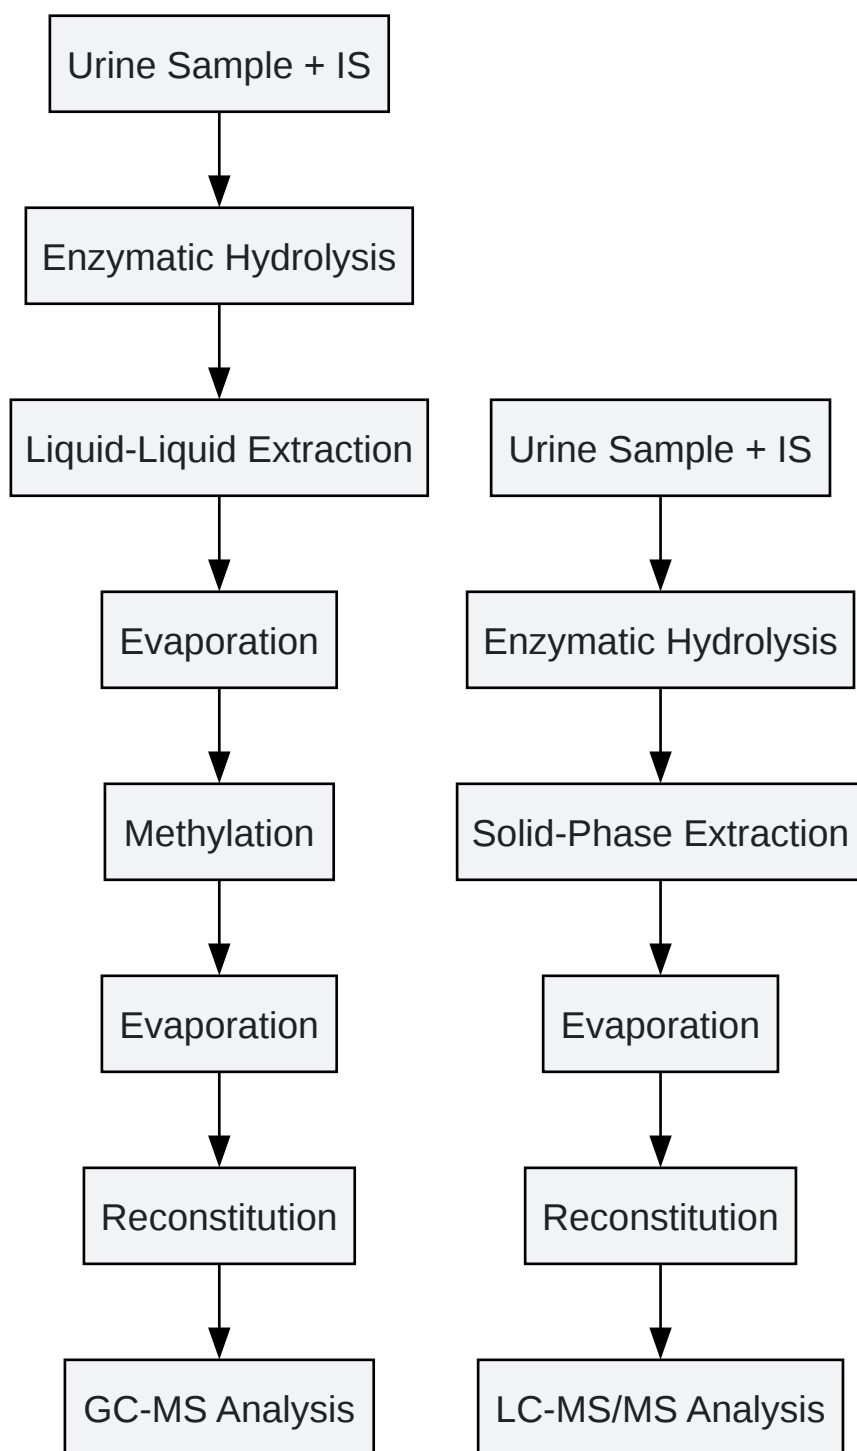 Urine Sample + IS
Enzymatic Hydrolysis
Liquid-Liquid Extraction
Evaporation
Methylation
Evaporation
Reconstitution
GC-MS Analysis
Urine Sample + IS
Enzymatic Hydrolysis
Solid-Phase Extraction
Evaporation
Reconstitution
LC-MS/MS Analysis